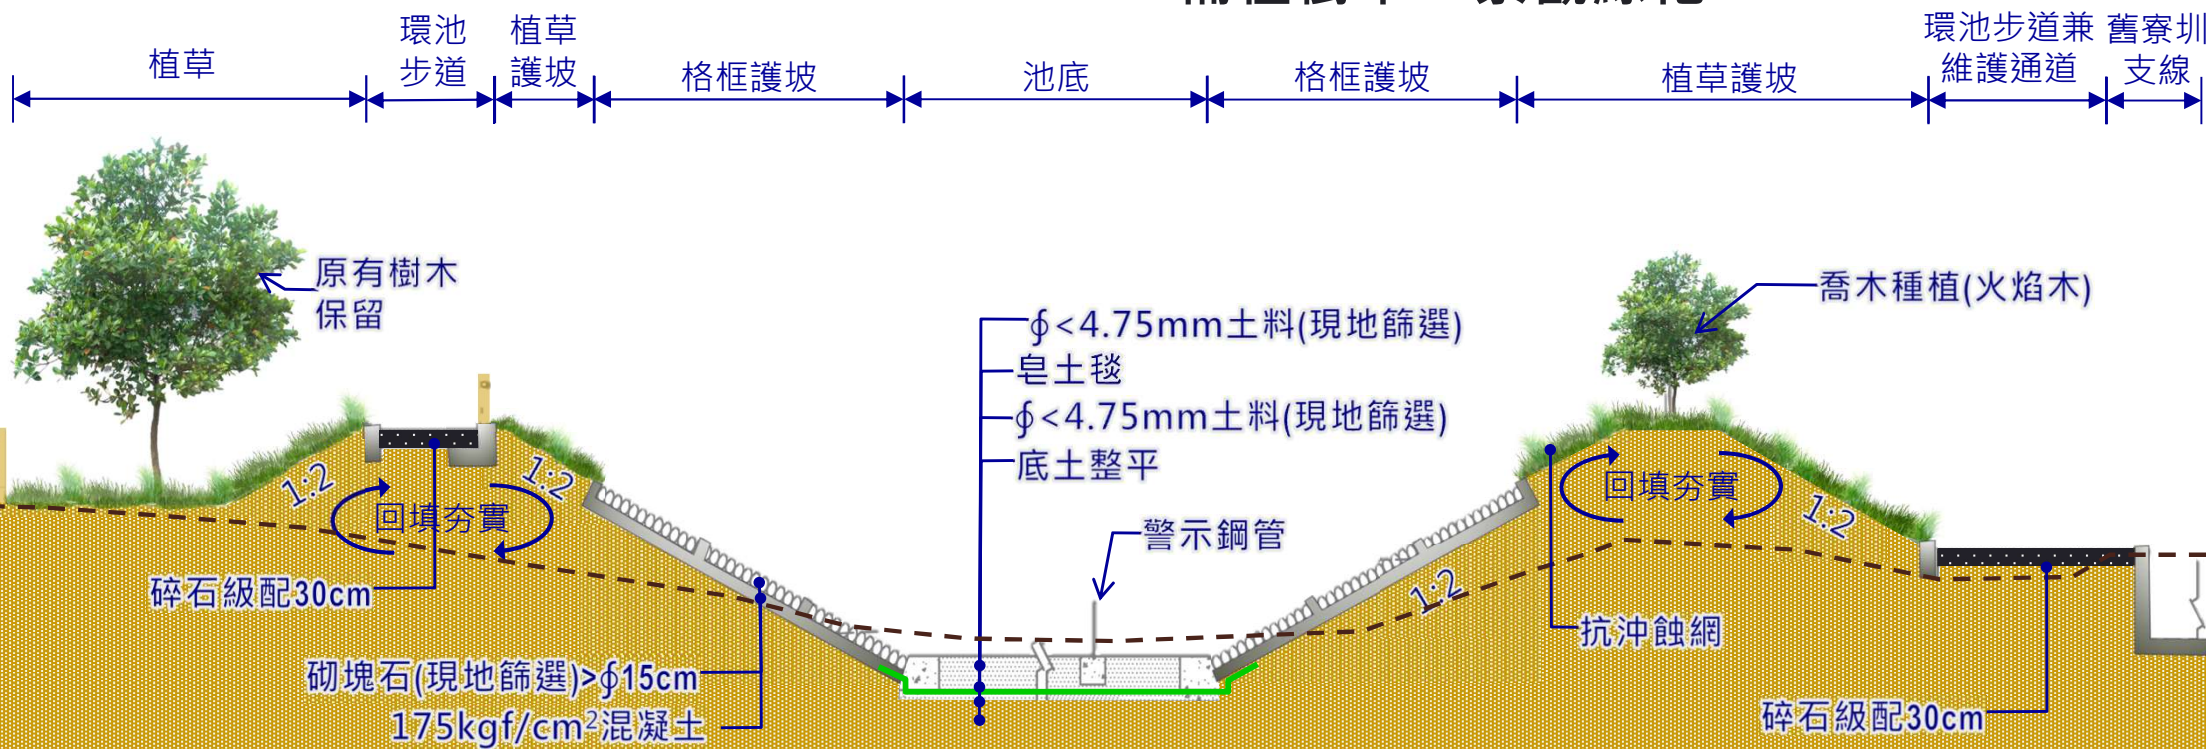 植草
環池
步道
植草
護坡
格框護坡
池底
格框護坡
植草護坡
環池步道兼
維護通道
舊寮圳
支線
原有樹木
保留
喬木種植(火焰木)
∮<4.75mm土料(現地篩選)
皂土毯
∮<4.75mm土料(現地篩選)
底土整平
警示鋼管
1:2
回填夯實
1:2
回填夯實
1:2
1:2
碎石級配30cm
抗沖蝕網
砌塊石(現地篩選)>∮15cm
175kgf/cm²混凝土
碎石級配30cm